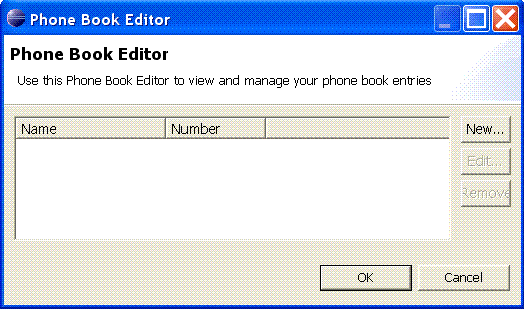 Phone Book Editor
Phone Book Editor
Use this Phone Book Editor to view and manage your phone book entries
Name Number
New...
Edit...
Remove
OK Cancel